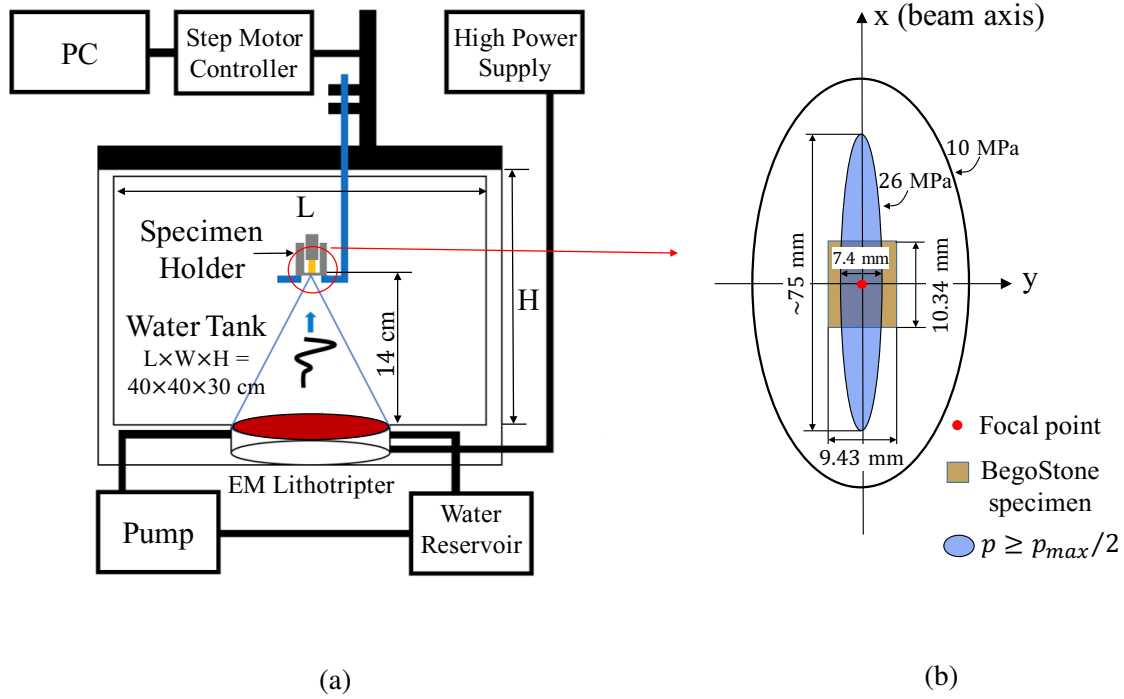 PC
Step Motor
Controller
High Power
Supply
L
Specimen
Holder
H
Water Tank
L×W×H =
40×40×30 cm
14 cm
EM Lithotripter
Pump
Water
Reservoir
(a)
x (beam axis)
10 MPa
26 MPa
7.4 mm
~75 mm
10.34 mm
y
9.43 mm
Focal point
BegoStone
specimen
p ≥ p_max/2
(b)